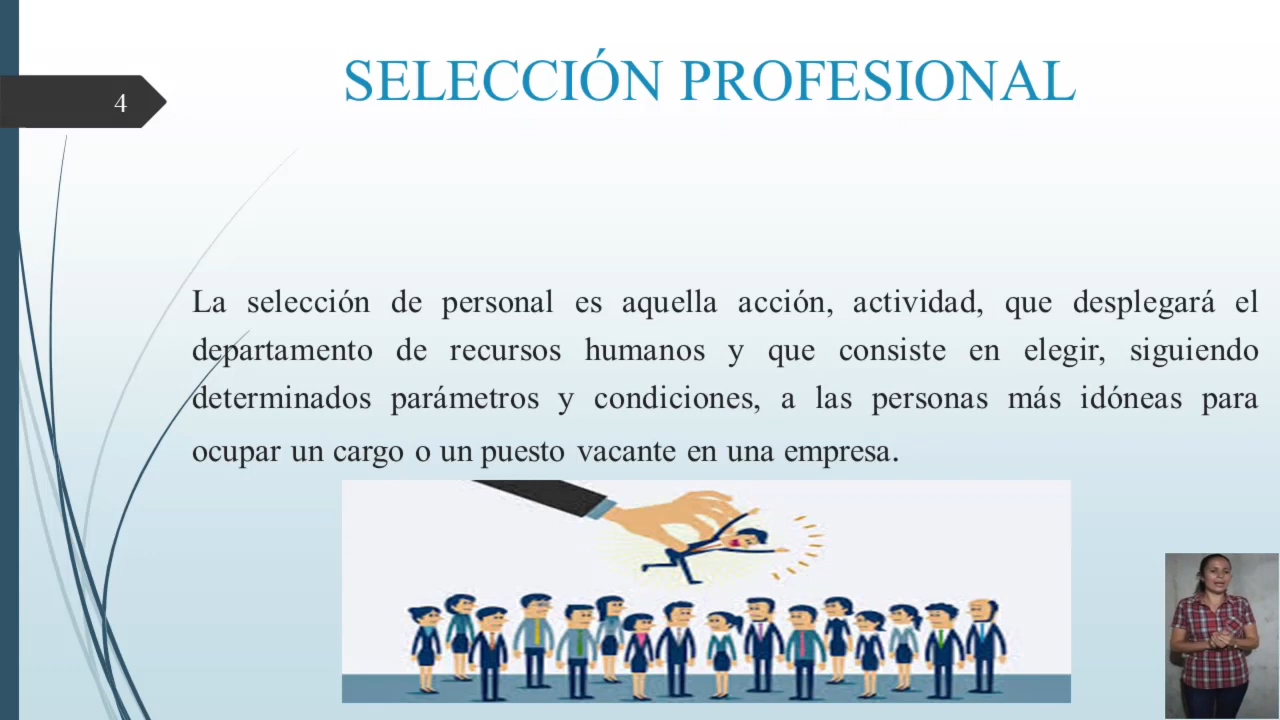 SELECCIÓN PROFESIONAL
4
La selección de personal es aquella acción, actividad, que desplegará el
departamento de recursos humanos y que consiste en elegir, siguiendo
determinados parámetros y condiciones, a las personas más idóneas para
ocupar un cargo o un puesto vacante en una empresa.